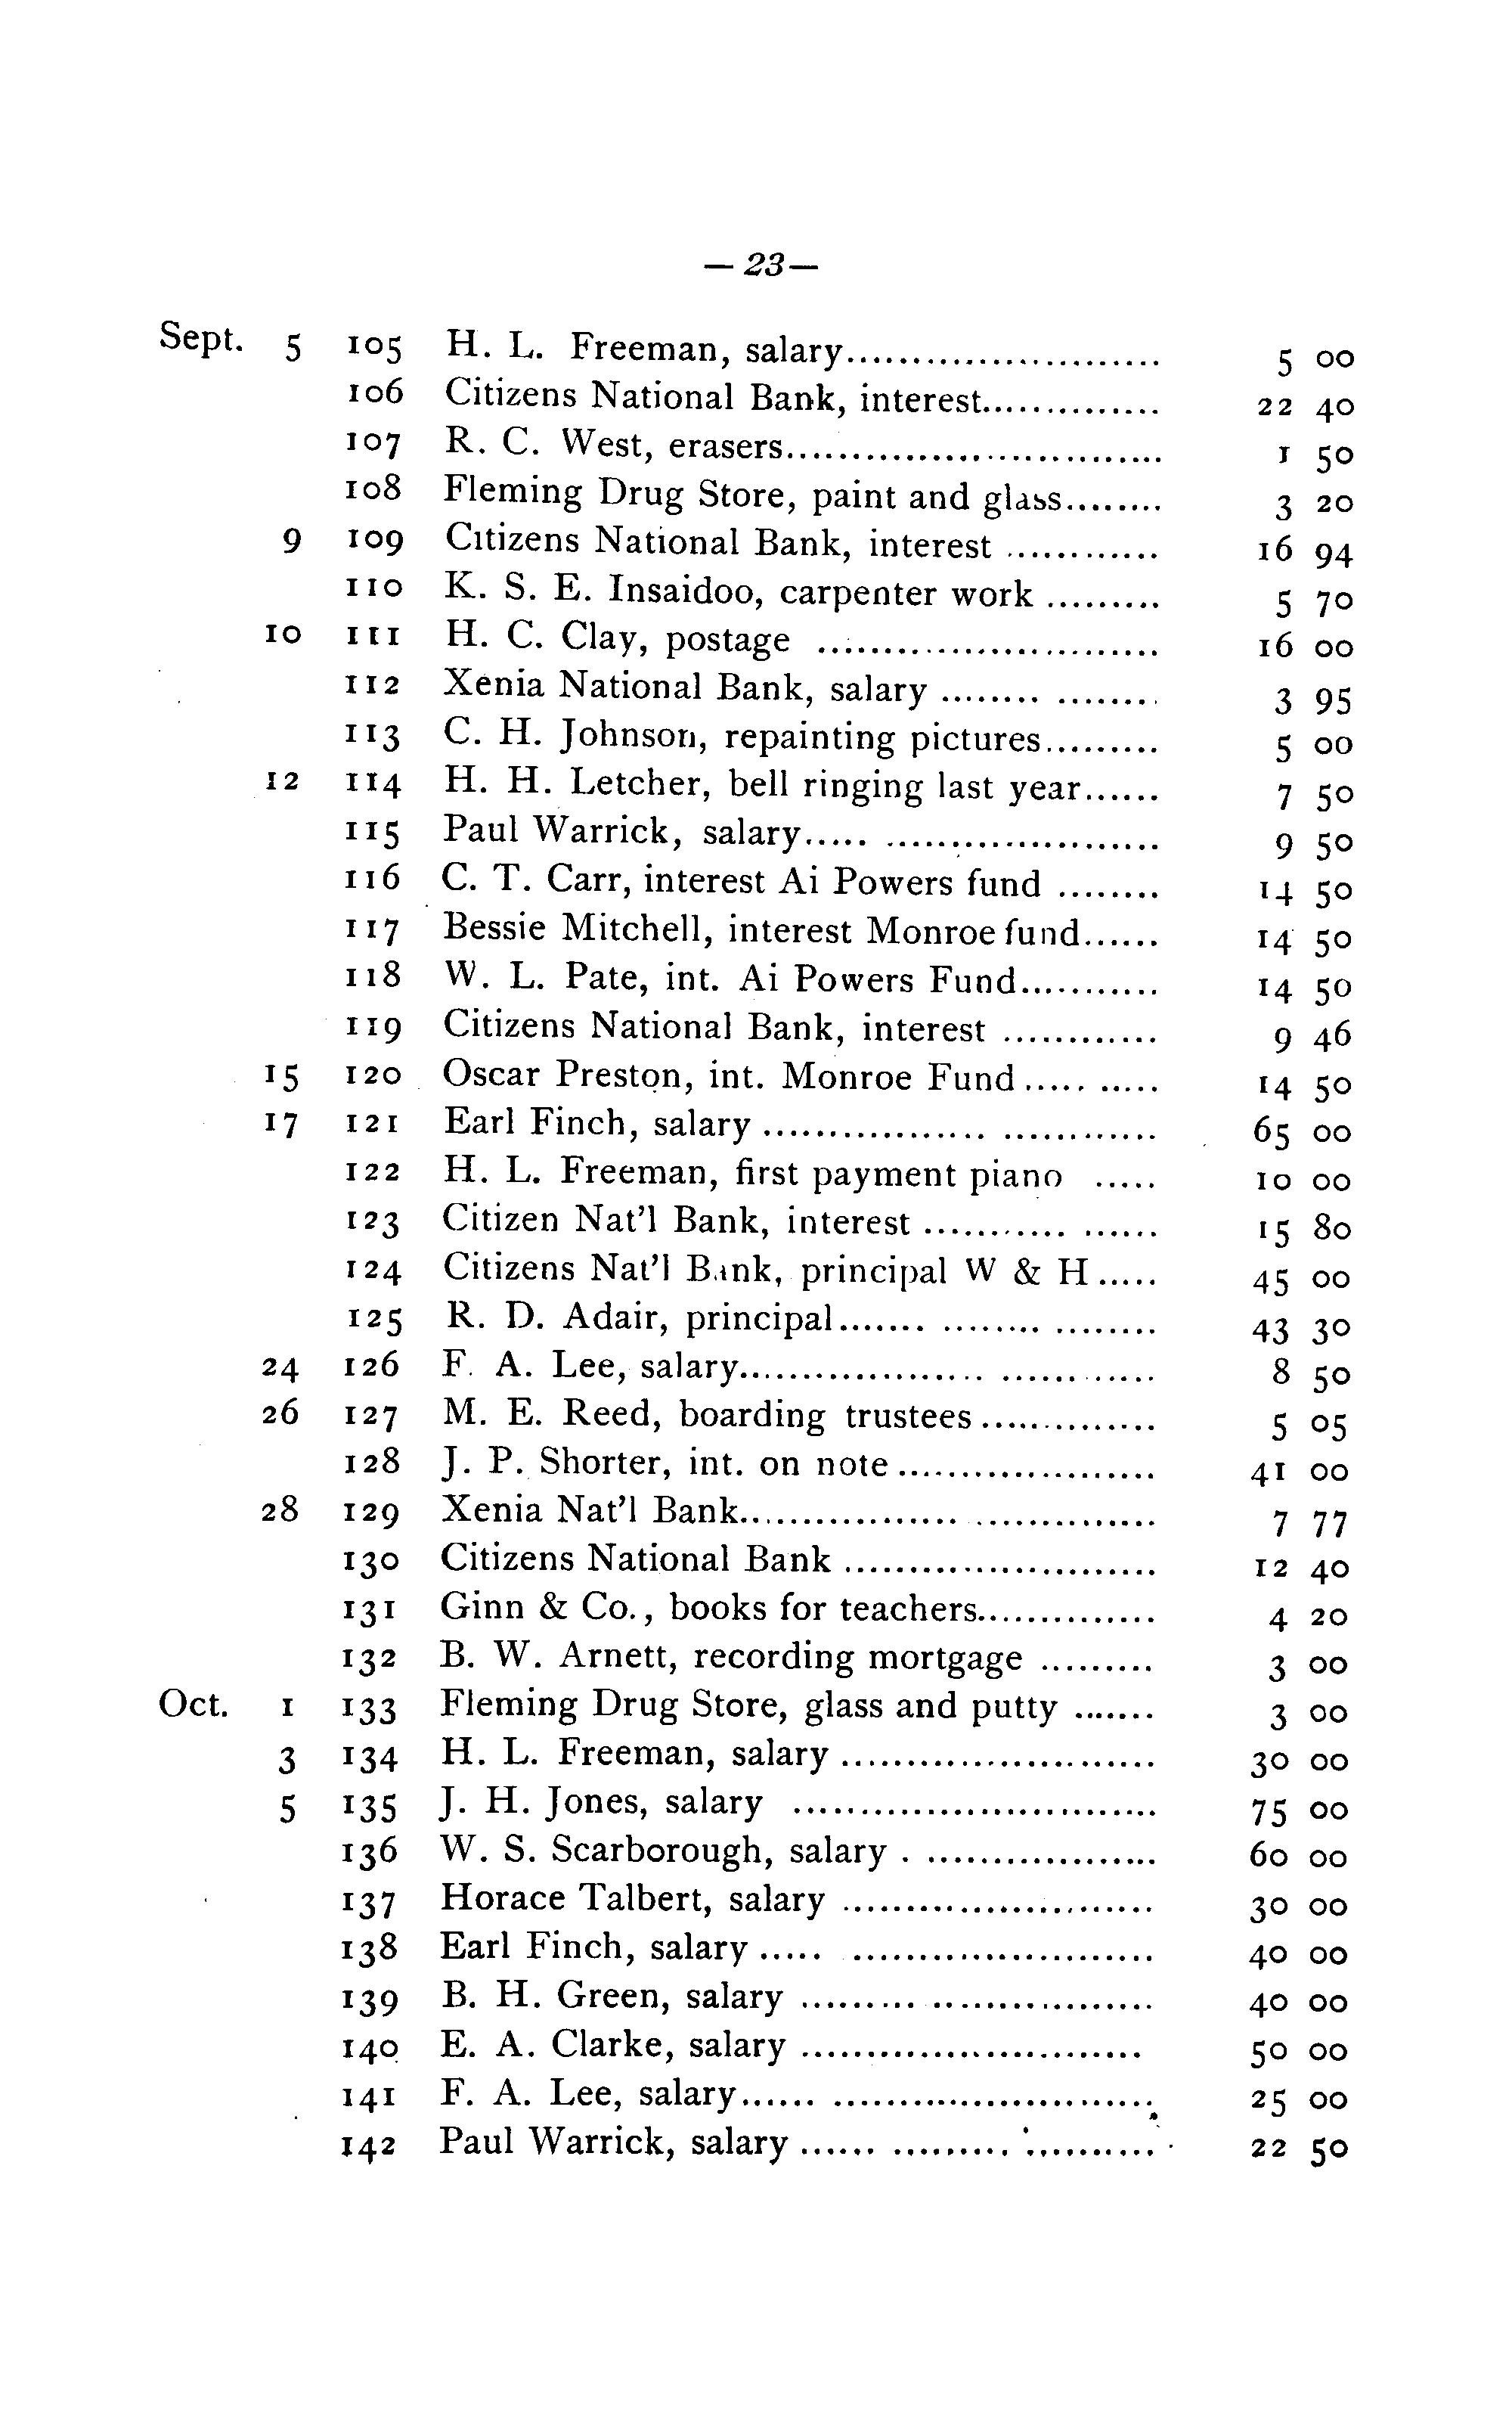 — 23 —
Sept. 5 105 H. L. Freeman, salary........................ 5 00
106 Citizens National Bank, interest.............. 22 40
107 R. C. West, erasers............................. 1 50
108 Fleming Drug Store, paint and glass........ 3 20
9 109 Citizens National Bank, interest ............ 16 94
110 K. S. E. Insaidoo, carpenter work ......... 5 70
10 111 H. C. Clay, postage .......................... 16 00
112 Xenia National Bank, salary ........ ........ 3 95
113 C. H. Johnson, repainting pictures......... 5 00
12 114 H. H. Letcher, bell ringing last year...... 7 50
115 Paul Warrick, salary..... ..................... 9 50
116 C. T. Carr, interest Ai Powers fund ........ 14 50
117 Bessie Mitchell, interest Monroe fund...... 14 50
118 W. L. Pate, int. Ai Powers Fund........... 14 50
119 Citizens National Bank, interest ............ 9 46
15 120 Oscar Preston, int. Monroe Fund..... ..... 14 50
17 121 Earl Finch, salary ................. ............ 65 00
122 H. L. Freeman, first payment piano ..... 10 00
123 Citizen Nat'l Bank, interest ........... ...... 15 80
124 Citizens Nat'l Bank, principal W & H..... 45 00
125 R. D. Adair, principal....... ........ ........ 43 30
24 126 F. A. Lee, salary................... ............ 8 50
26 127 M. E. Reed, boarding trustees.............. 5 05
128 J. P. Shorter, int. on note.................... 41 00
28 129 Xenia Nat'l Bank................. .............. 7 77
130 Citizens National Bank ........................ 12 40
131 Ginn & Co., books for teachers.............. 4 20
132 B. W. Arnett, recording mortgage ......... 3 00
Oct. 1 133 Fleming Drug Store, glass and putty ....... 3 00
3 134 H. L. Freeman, salary ........................ 30 00
5 135 J. H. Jones, salary ............................ 75 00
136 W. S. Scarborough, salary . .................. 60 00
137 Horace Talbert, salary ........................ 30 00
138 Earl Finch, salary ..... ....................... 40 00
139 B. H. Green, salary ......... ................. 40 00
140 E. A. Clarke, salary .......................... 50 00
141 F. A. Lee, salary...... ......................... 25 00
142 Paul Warrick, salary ...... ......... .......... 22 50